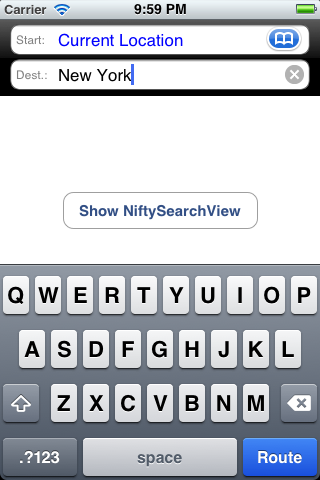 Carrier 9:59 PM
Start: Current Location
Dest.: New York
Show NiftySearchView
Q W E R T Y U I O P
A S D F G H J K L
Z X C V B N M
.?123 space Route